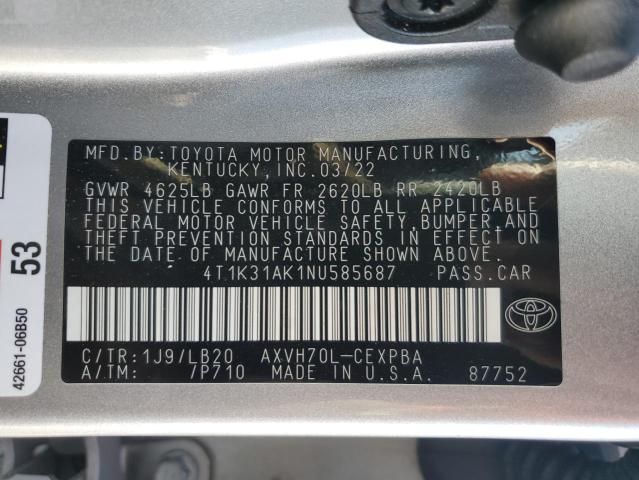 MFD.BY:TOYOTA MOTOR MANUFACTURING,
KENTUCKY,INC.03/22
GVWR 4625LB GAWR FR 2620LB RR 2420LB
THIS VEHICLE CONFORMS TO ALL APPLICABLE
FEDERAL MOTOR VEHICLE SAFETY,BUMPER,AND
THEFT PREVENTION STANDARDS IN EFFECT ON
THE DATE OF MANUFACTURE SHOWN ABOVE.
4T1K31AK1NU585687 PASS.CAR
C/TR:1J9/LB20 AXVH70L-CEXPBA
A/TM: /P710 MADE IN U.S.A. 87752
53
42661-06B50